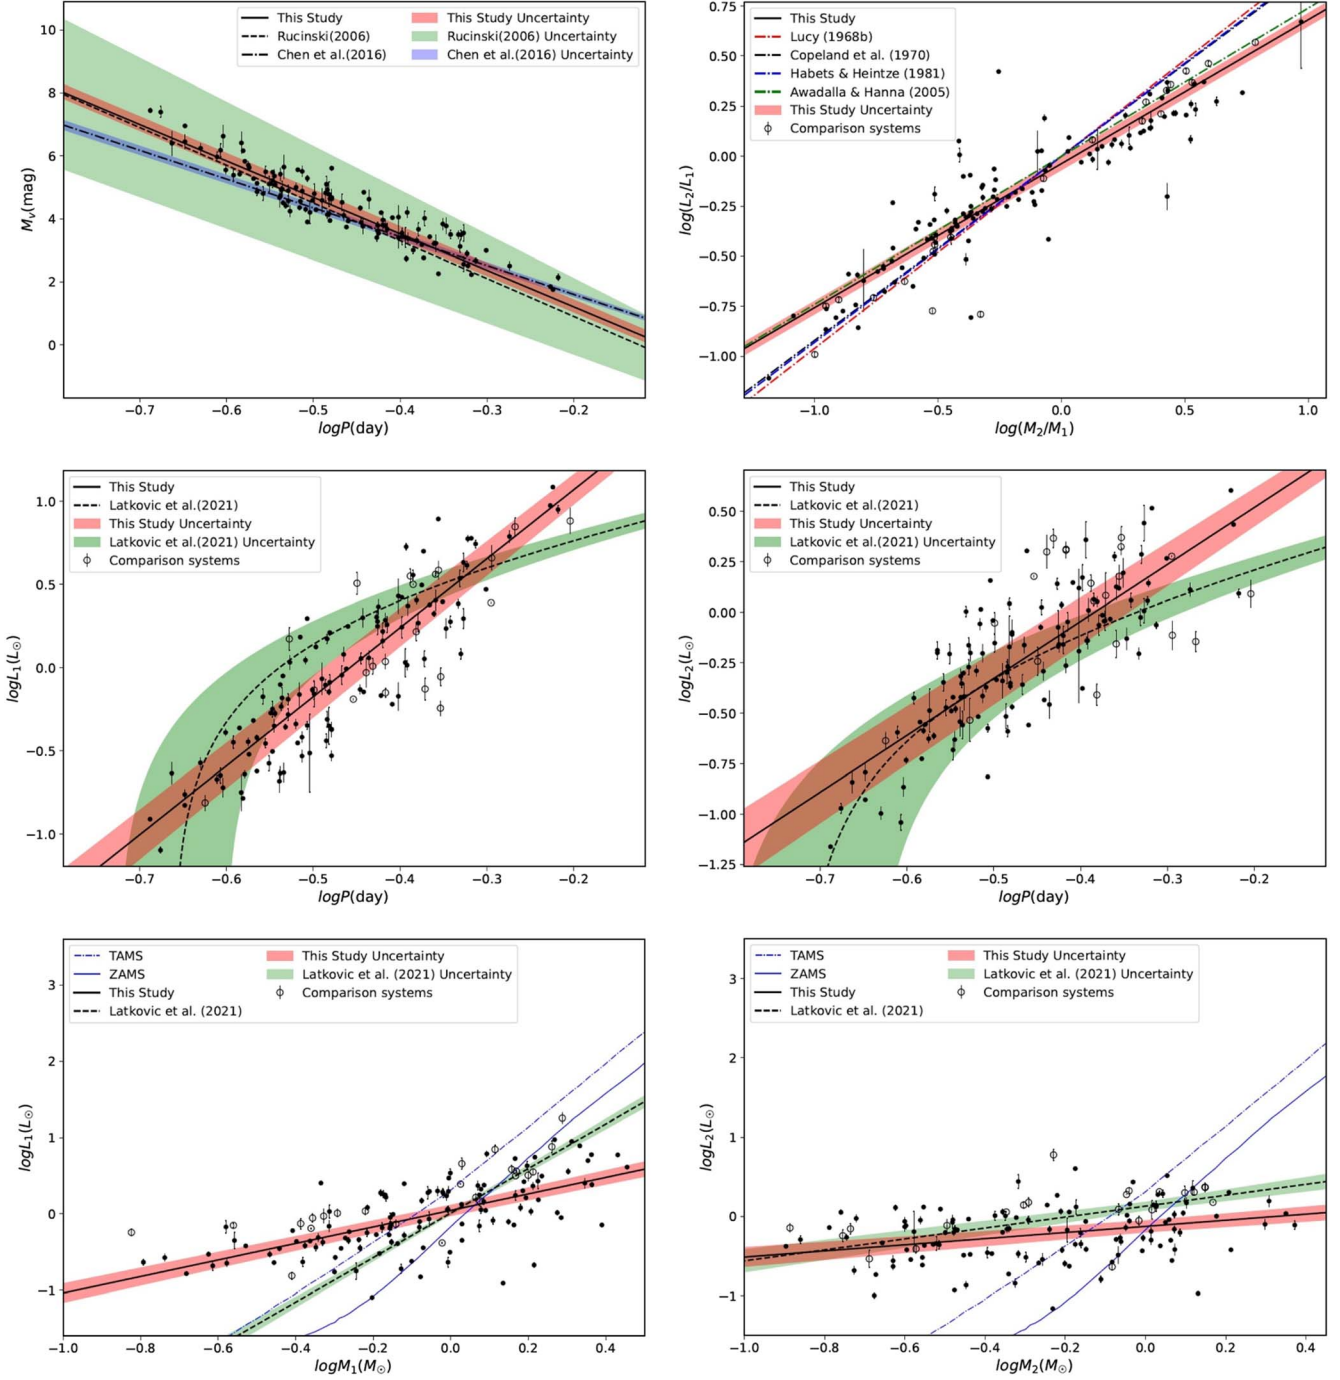 This Study
Rucinski(2006)
Chen et al.(2016)
This Study Uncertainty
Rucinski(2006) Uncertainty
Chen et al.(2016) Uncertainty
10
8
6
4
2
0
Mv(mag)
−0.7 −0.6 −0.5 −0.4 −0.3 −0.2
logP(day)
This Study
Lucy (1968b)
Copeland et al. (1970)
Habets & Heintze (1981)
Awadalla & Hanna (2005)
This Study Uncertainty
Comparison systems
0.75
0.50
0.25
0.00
−0.25
−0.50
−0.75
−1.00
log(L2/L1)
−1.0 −0.5 0.0 0.5 1.0
log(M2/M1)
This Study
Latkovic et al.(2021)
This Study Uncertainty
Latkovic et al.(2021) Uncertainty
Comparison systems
1.0
0.5
0.0
−0.5
−1.0
logL1(L☉)
−0.7 −0.6 −0.5 −0.4 −0.3 −0.2
logP(day)
This Study
Latkovic et al.(2021)
This Study Uncertainty
Latkovic et al.(2021) Uncertainty
Comparison systems
0.50
0.25
0.00
−0.25
−0.50
−0.75
−1.00
−1.25
logL2(L☉)
−0.7 −0.6 −0.5 −0.4 −0.3 −0.2
logP(day)
TAMS
ZAMS
This Study
Latkovic et al. (2021)
This Study Uncertainty
Latkovic et al. (2021) Uncertainty
Comparison systems
3
2
1
0
−1
logL1(L☉)
−1.0 −0.8 −0.6 −0.4 −0.2 0.0 0.2 0.4
logM1(M☉)
TAMS
ZAMS
This Study
Latkovic et al. (2021)
This Study Uncertainty
Latkovic et al. (2021) Uncertainty
Comparison systems
3
2
1
0
−1
logL2(L☉)
−1.0 −0.8 −0.6 −0.4 −0.2 0.0 0.2 0.4
logM2(M☉)